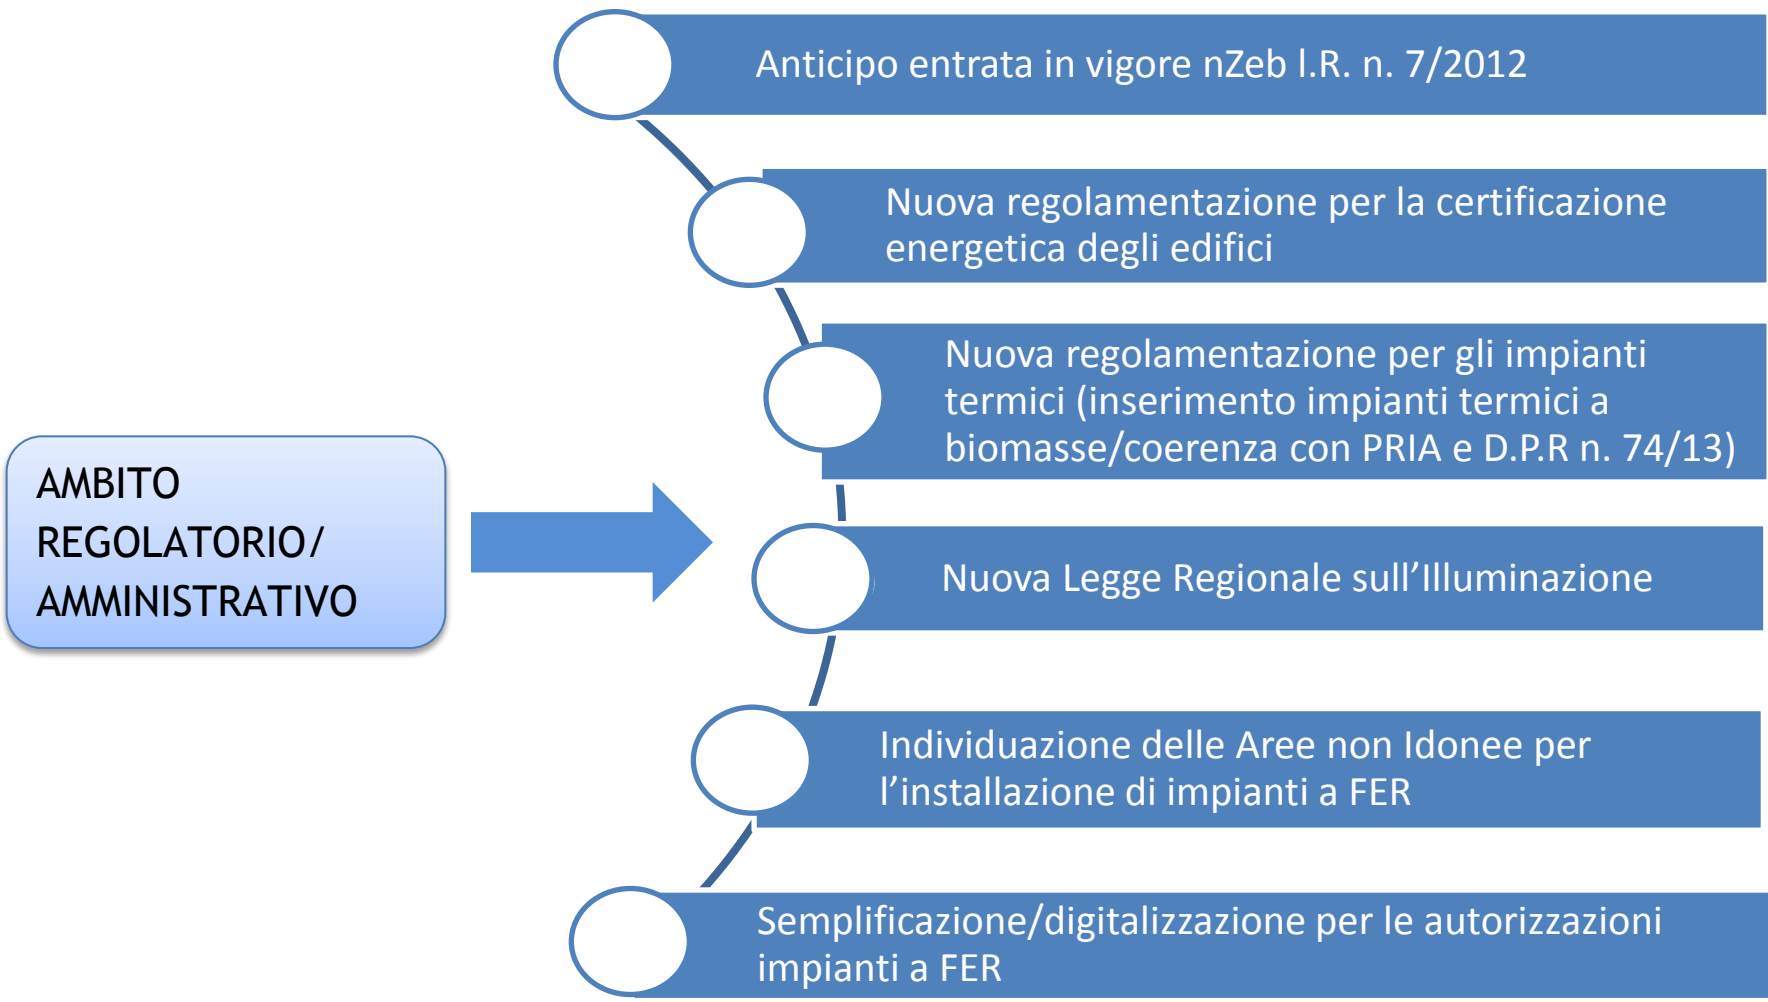 AMBITO
REGOLATORIO/
AMMINISTRATIVO
Anticipo entrata in vigore nZeb l.R. n. 7/2012
Nuova regolamentazione per la certificazione
energetica degli edifici
Nuova regolamentazione per gli impianti
termici (inserimento impianti termici a
biomasse/coerenza con PRIA e D.P.R n. 74/13)
Nuova Legge Regionale sull’Illuminazione
Individuazione delle Aree non Idonee per
l’installazione di impianti a FER
Semplificazione/digitalizzazione per le autorizzazioni
impianti a FER